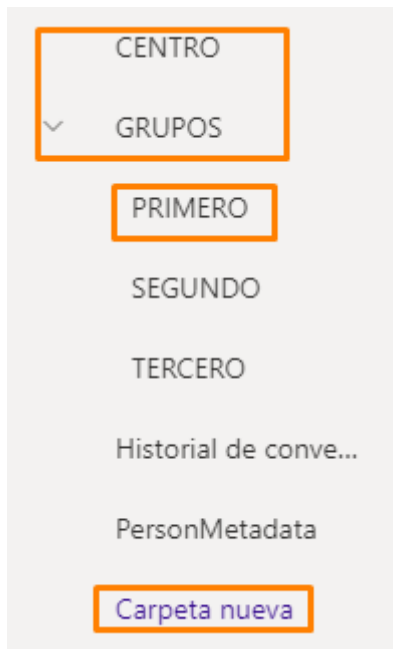 CENTRO
GRUPOS
PRIMERO
SEGUNDO
TERCERO
Historial de conve...
PersonMetadata
Carpeta nueva